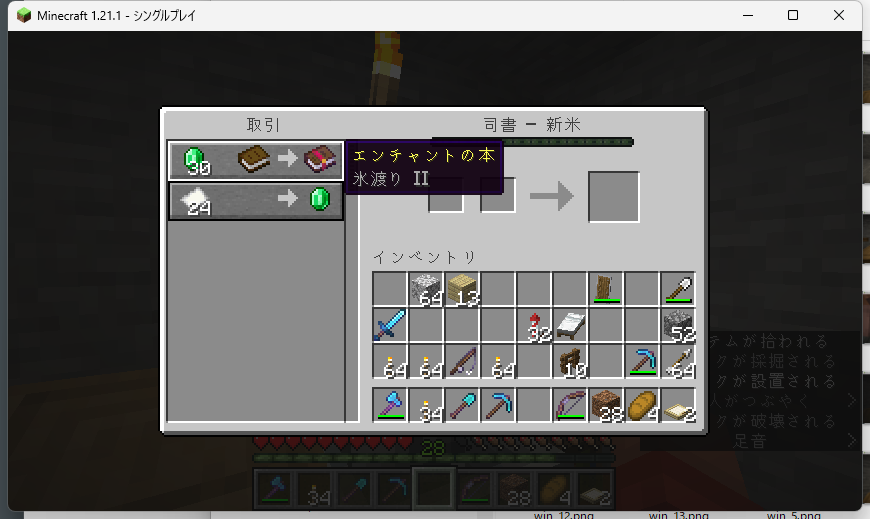 Minecraft 1.21.1 - シングルプレイ
取引
司書 - 新米
30
エンチャントの本
氷渡り II
24
インベントリ
64 13
32 52
64 64 64 10 64
34 28 4 2
テムが拾われる
クが採掘される
クが設置される
人がつぶやく >
クが破壊される
足音 >
28
34 28 4 2
win_12.png win_13.png win_5.png